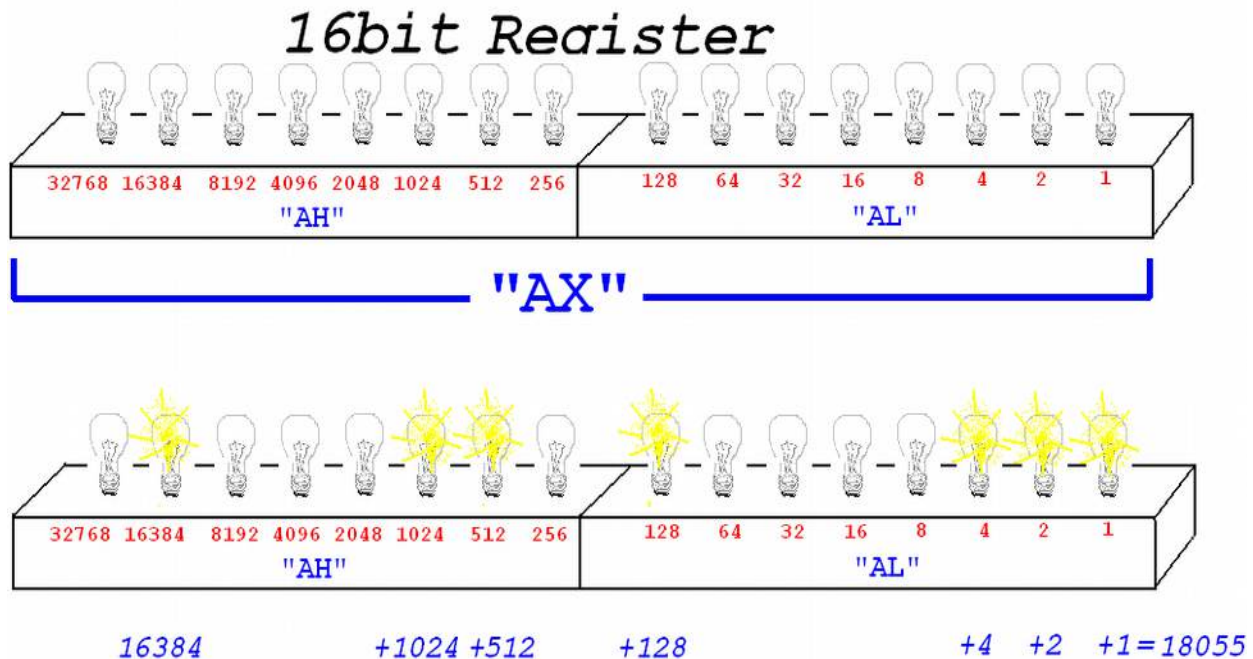 16bit Register
32768 16384 8192 4096 2048 1024 512 256 128 64 32 16 8 4 2 1
"AH" "AL"
"AX"
32768 16384 8192 4096 2048 1024 512 256 128 64 32 16 8 4 2 1
"AH" "AL"
16384 +1024 +512 +128 +4 +2 +1=18055